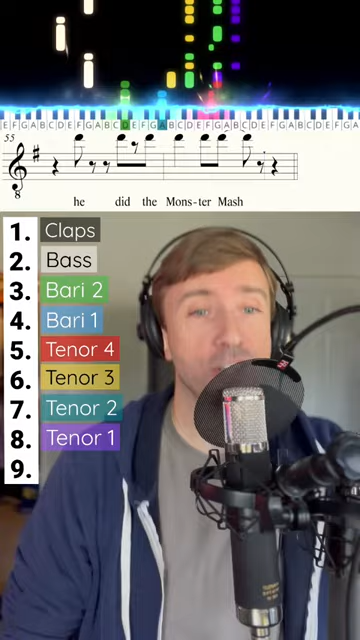 EFGABCDEFGABCDEFGABCDEFGABCDEFGABCDEFGABCDEFGA
55
8
he did the Mons-ter Mash
1. Claps
2. Bass
3. Bari 2
4. Bari 1
5. Tenor 4
6. Tenor 3
7. Tenor 2
8. Tenor 1
9.